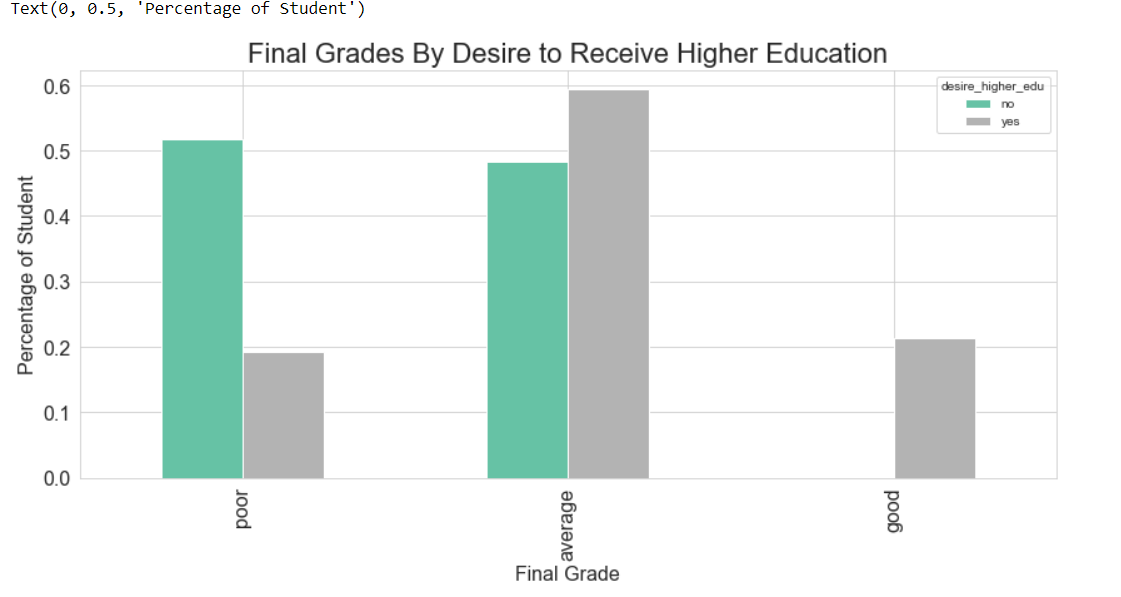 Text(0, 0.5, 'Percentage of Student')
Final Grades By Desire to Receive Higher Education
desire_higher_edu
no
yes
Percentage of Student
0.6
0.5
0.4
0.3
0.2
0.1
0.0
poor
average
good
Final Grade